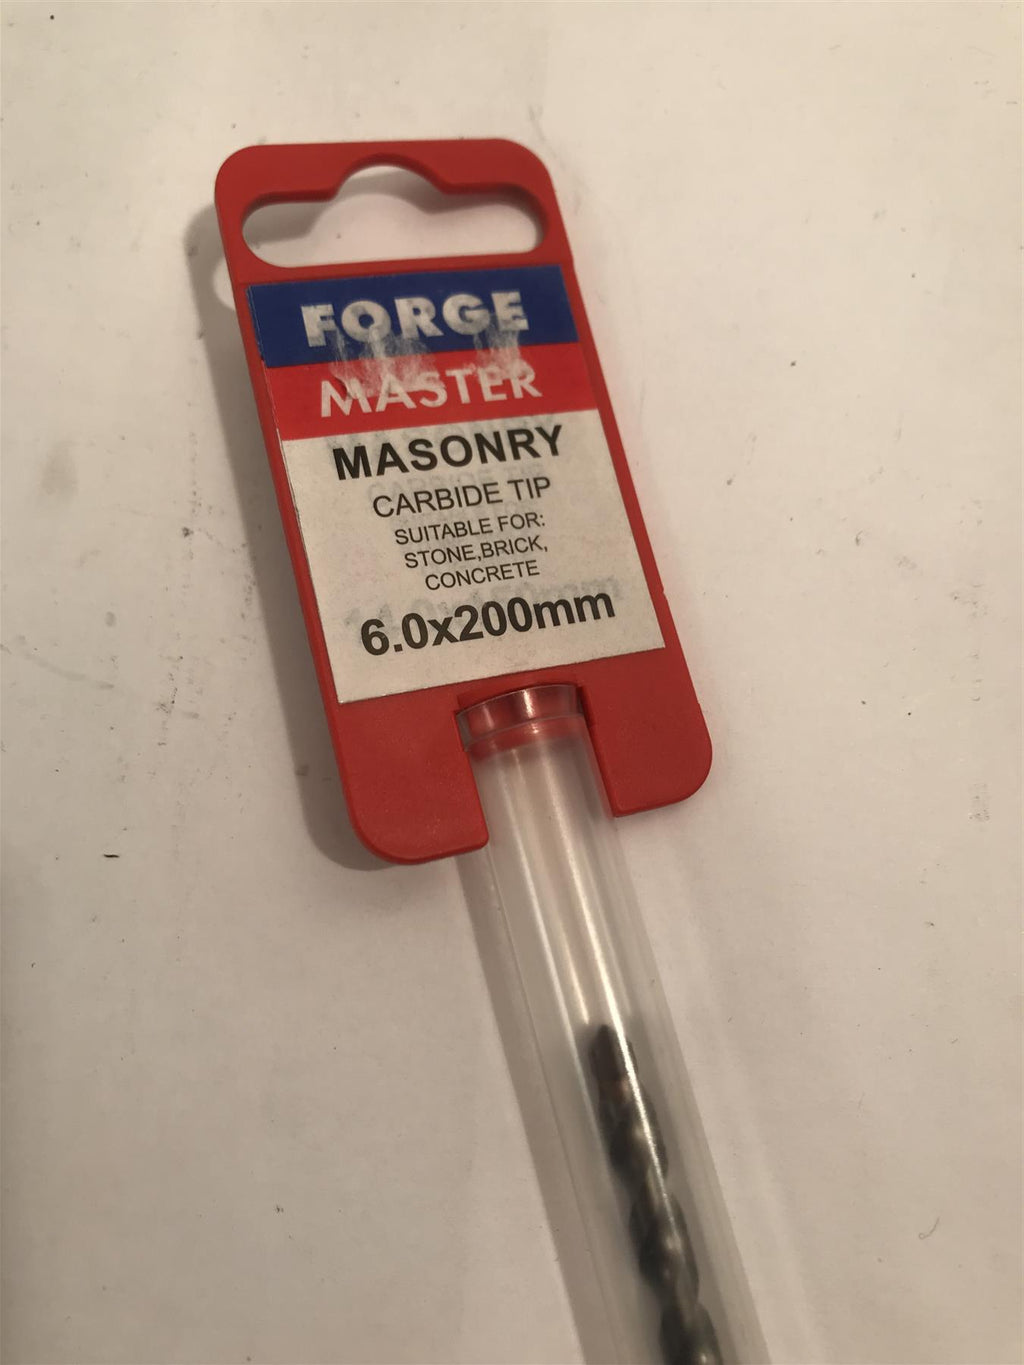 FORGE
MASTER
MASONRY
CARBIDE TIP
SUITABLE FOR:
STONE,BRICK,
CONCRETE
6.0x200mm